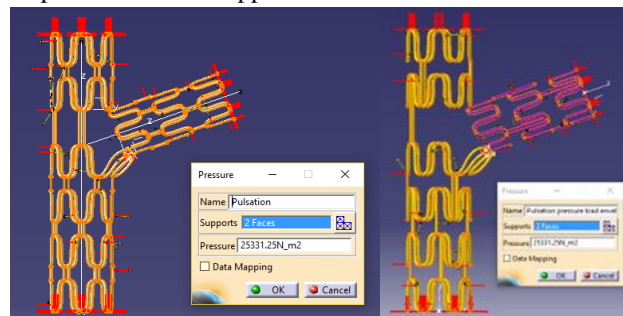 Pressure
Name Pulsation
Supports 2 Faces
Pressure 25331.25N_m2
Data Mapping
OK Cancel
z
z
y
Pressure
Name Pulsation pressure load envel
Supports 2 Faces
Pressure 25331.25N_m2
Data Mapping
OK Cancel